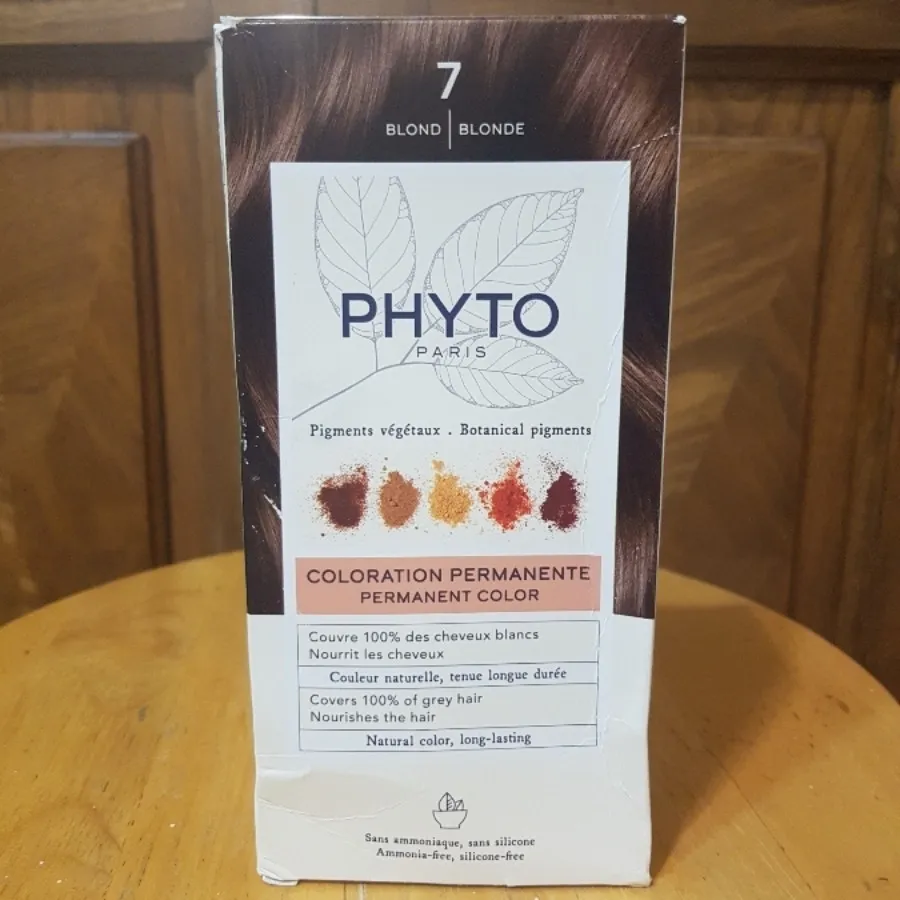 7
BLOND | BLONDE
PHYTO
PARIS
Pigments végétaux . Botanical pigments
COLORATION PERMANENTE
PERMANENT COLOR
Couvre 100% des cheveux blancs
Nourrit les cheveux
Couleur naturelle, tenue longue durée
Covers 100% of grey hair
Nourishes the hair
Natural color, long-lasting
Sans ammoniaque, sans silicone
Ammonia-free, silicone-free